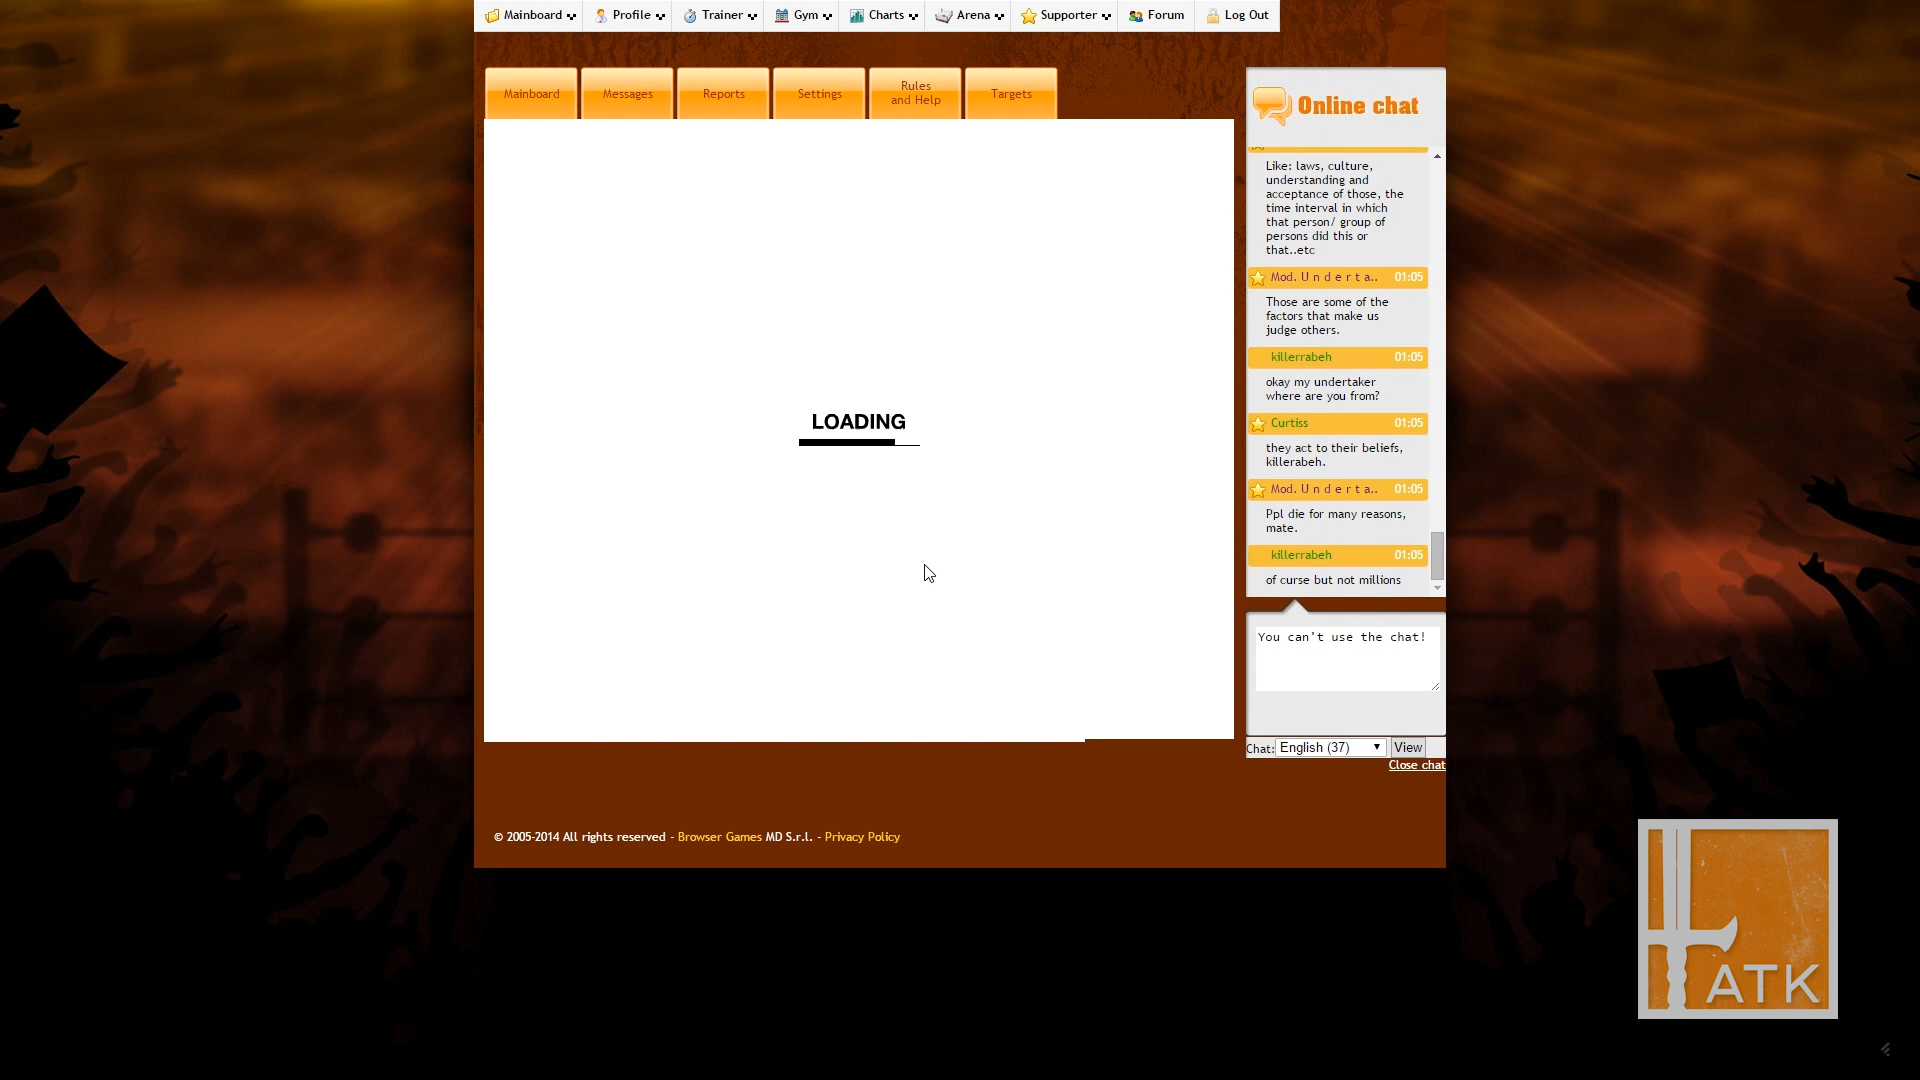 Mainboard Profile Trainer Gym Charts Arena Supporter Forum Log Out
Mainboard Messages Reports Settings Rules and Help Targets
LOADING
Online chat
Like: laws, culture,
understanding and
acceptance of those, the
time interval in which
that person/ group of
persons did this or
that..etc
Mod. U n d e r t a.. 01:05
Those are some of the
factors that make us
judge others.
killerrabeh 01:05
okay my undertaker
where are you from?
Curtiss 01:05
they act to their beliefs,
killerabeh.
Mod. U n d e r t a.. 01:05
Ppl die for many reasons,
mate.
killerrabeh 01:05
of curse but not millions
You can't use the chat!
Chat: English (37) View
Close chat
© 2005-2014 All rights reserved - Browser Games MD S.r.l. - Privacy Policy
ATK